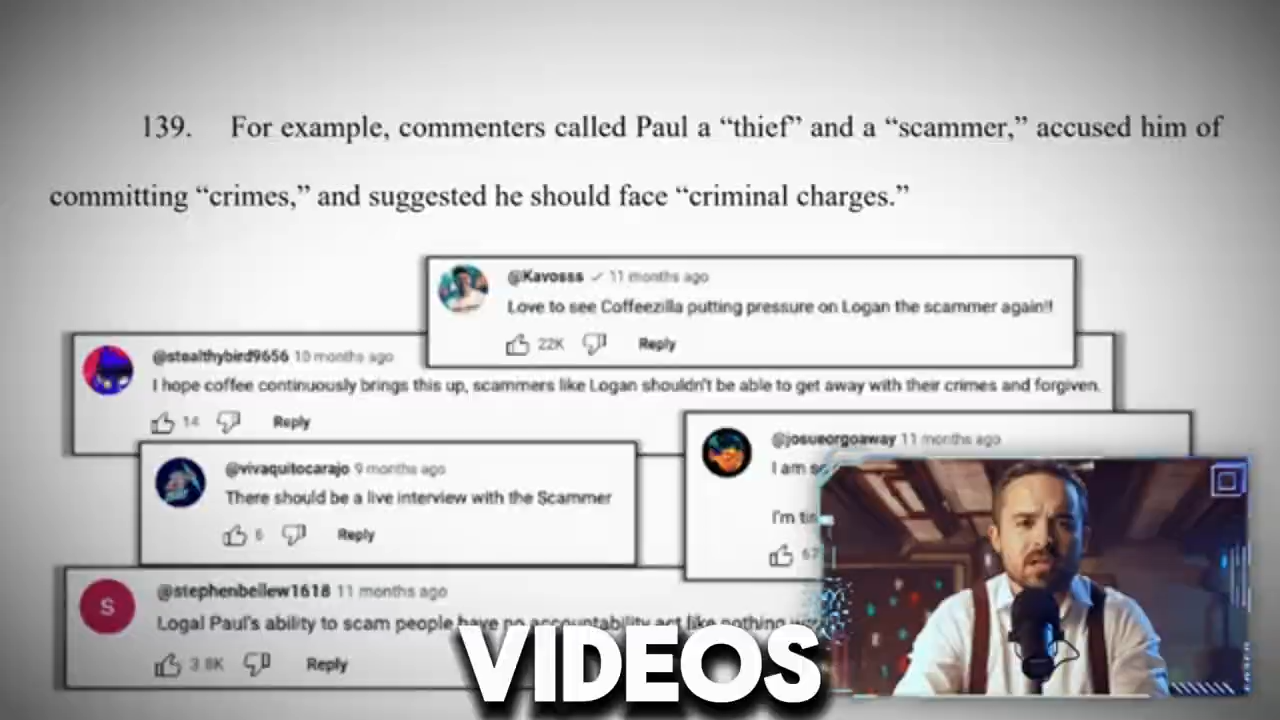 139. For example, commenters called Paul a “thief” and a “scammer,” accused him of
committing “crimes,” and suggested he should face “criminal charges.”
@Kavosss 11 months ago
Love to see Coffeezilla putting pressure on Logan the scammer again!!
22K Reply
@stealthybird9656 10 months ago
I hope coffee continuously brings this up, scammers like Logan shouldn't be able to get away with their crimes and forgiven.
14 Reply
@josueorgoaway 11 months ago
I am
I'm
@vivaquitocarajo 9 months ago
There should be a live interview with the Scammer
6 Reply
S
@stephenbellew1618 11 months ago
Logal Paul's ability to scam people have no accountability act like nothing
3.8K Reply
VIDEOS